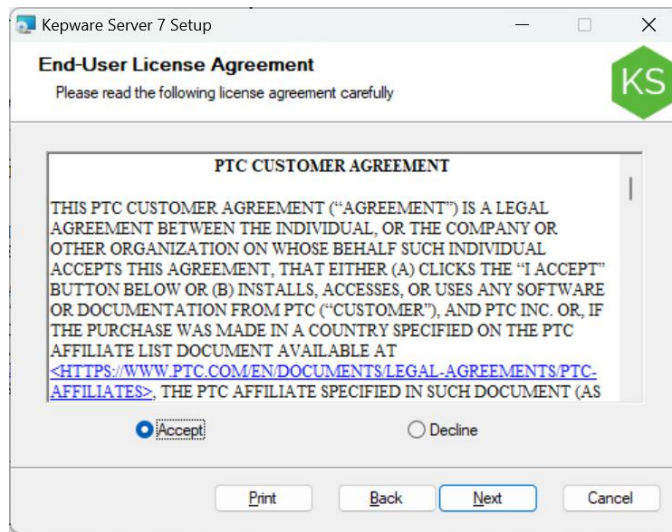 Kepware Server 7 Setup
End-User License Agreement
Please read the following license agreement carefully
KS
PTC CUSTOMER AGREEMENT
THIS PTC CUSTOMER AGREEMENT (“AGREEMENT”) IS A LEGAL
AGREEMENT BETWEEN THE INDIVIDUAL, OR THE COMPANY OR
OTHER ORGANIZATION ON WHOSE BEHALF SUCH INDIVIDUAL
ACCEPTS THIS AGREEMENT, THAT EITHER (A) CLICKS THE “I ACCEPT”
BUTTON BELOW OR (B) INSTALLS, ACCESSES, OR USES ANY SOFTWARE
OR DOCUMENTATION FROM PTC (“CUSTOMER”), AND PTC INC. OR, IF
THE PURCHASE WAS MADE IN A COUNTRY SPECIFIED ON THE PTC
AFFILIATE LIST DOCUMENT AVAILABLE AT
<HTTPS://WWW.PTC.COM/EN/DOCUMENTS/LEGAL-AGREEMENTS/PTC-
AFFILIATES>, THE PTC AFFILIATE SPECIFIED IN SUCH DOCUMENT (AS
Accept Decline
Print Back Next Cancel